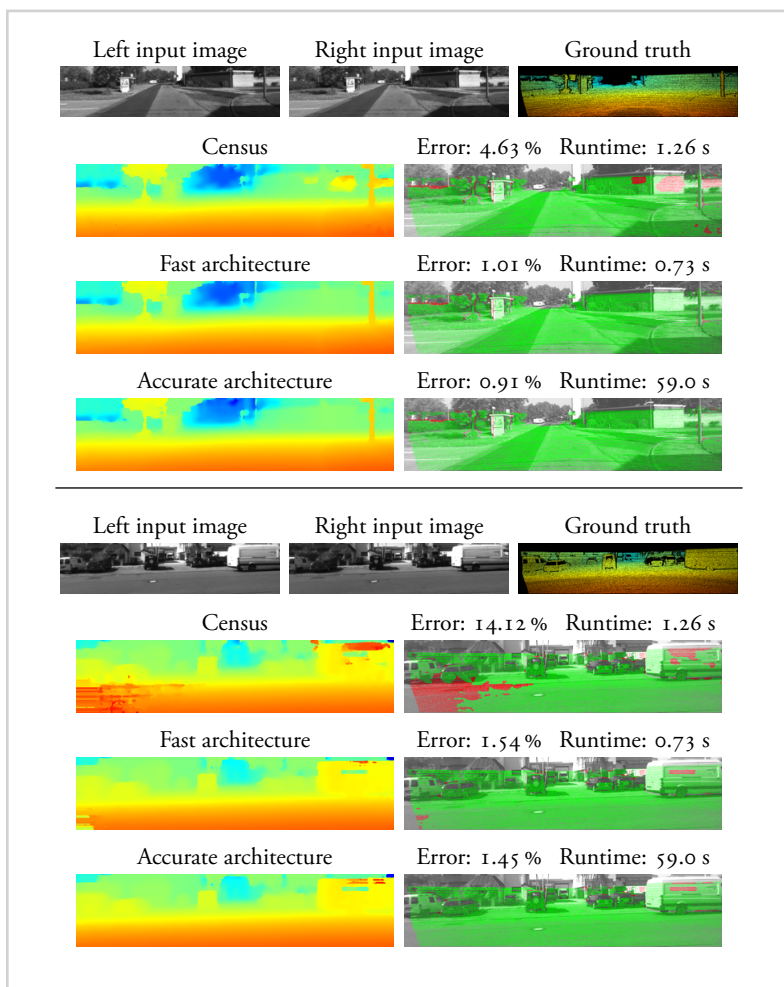 Left input image Right input image Ground truth
Census Error: 4.63 % Runtime: 1.26 s
Fast architecture Error: 1.01 % Runtime: 0.73 s
Accurate architecture Error: 0.91 % Runtime: 59.0 s
Left input image Right input image Ground truth
Census Error: 14.12 % Runtime: 1.26 s
Fast architecture Error: 1.54 % Runtime: 0.73 s
Accurate architecture Error: 1.45 % Runtime: 59.0 s